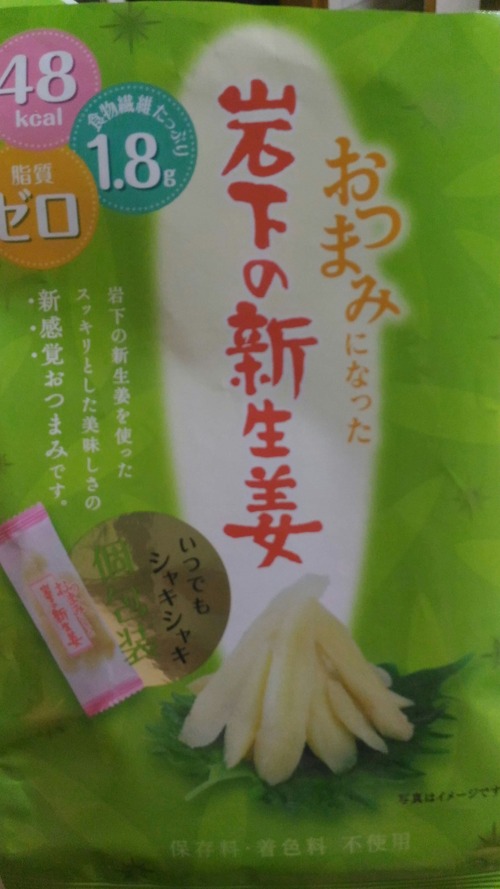 48
kcal
食物繊維たっぷり
1.8g
脂質
ゼロ
おつまみになった
岩下の新生姜
岩下の新生姜を使った
スッキリとした美味しさの
新感覚おつまみです。
いつでも
シャキシャキ
個包装
写真はイメージです
保存料・着色料 不使用